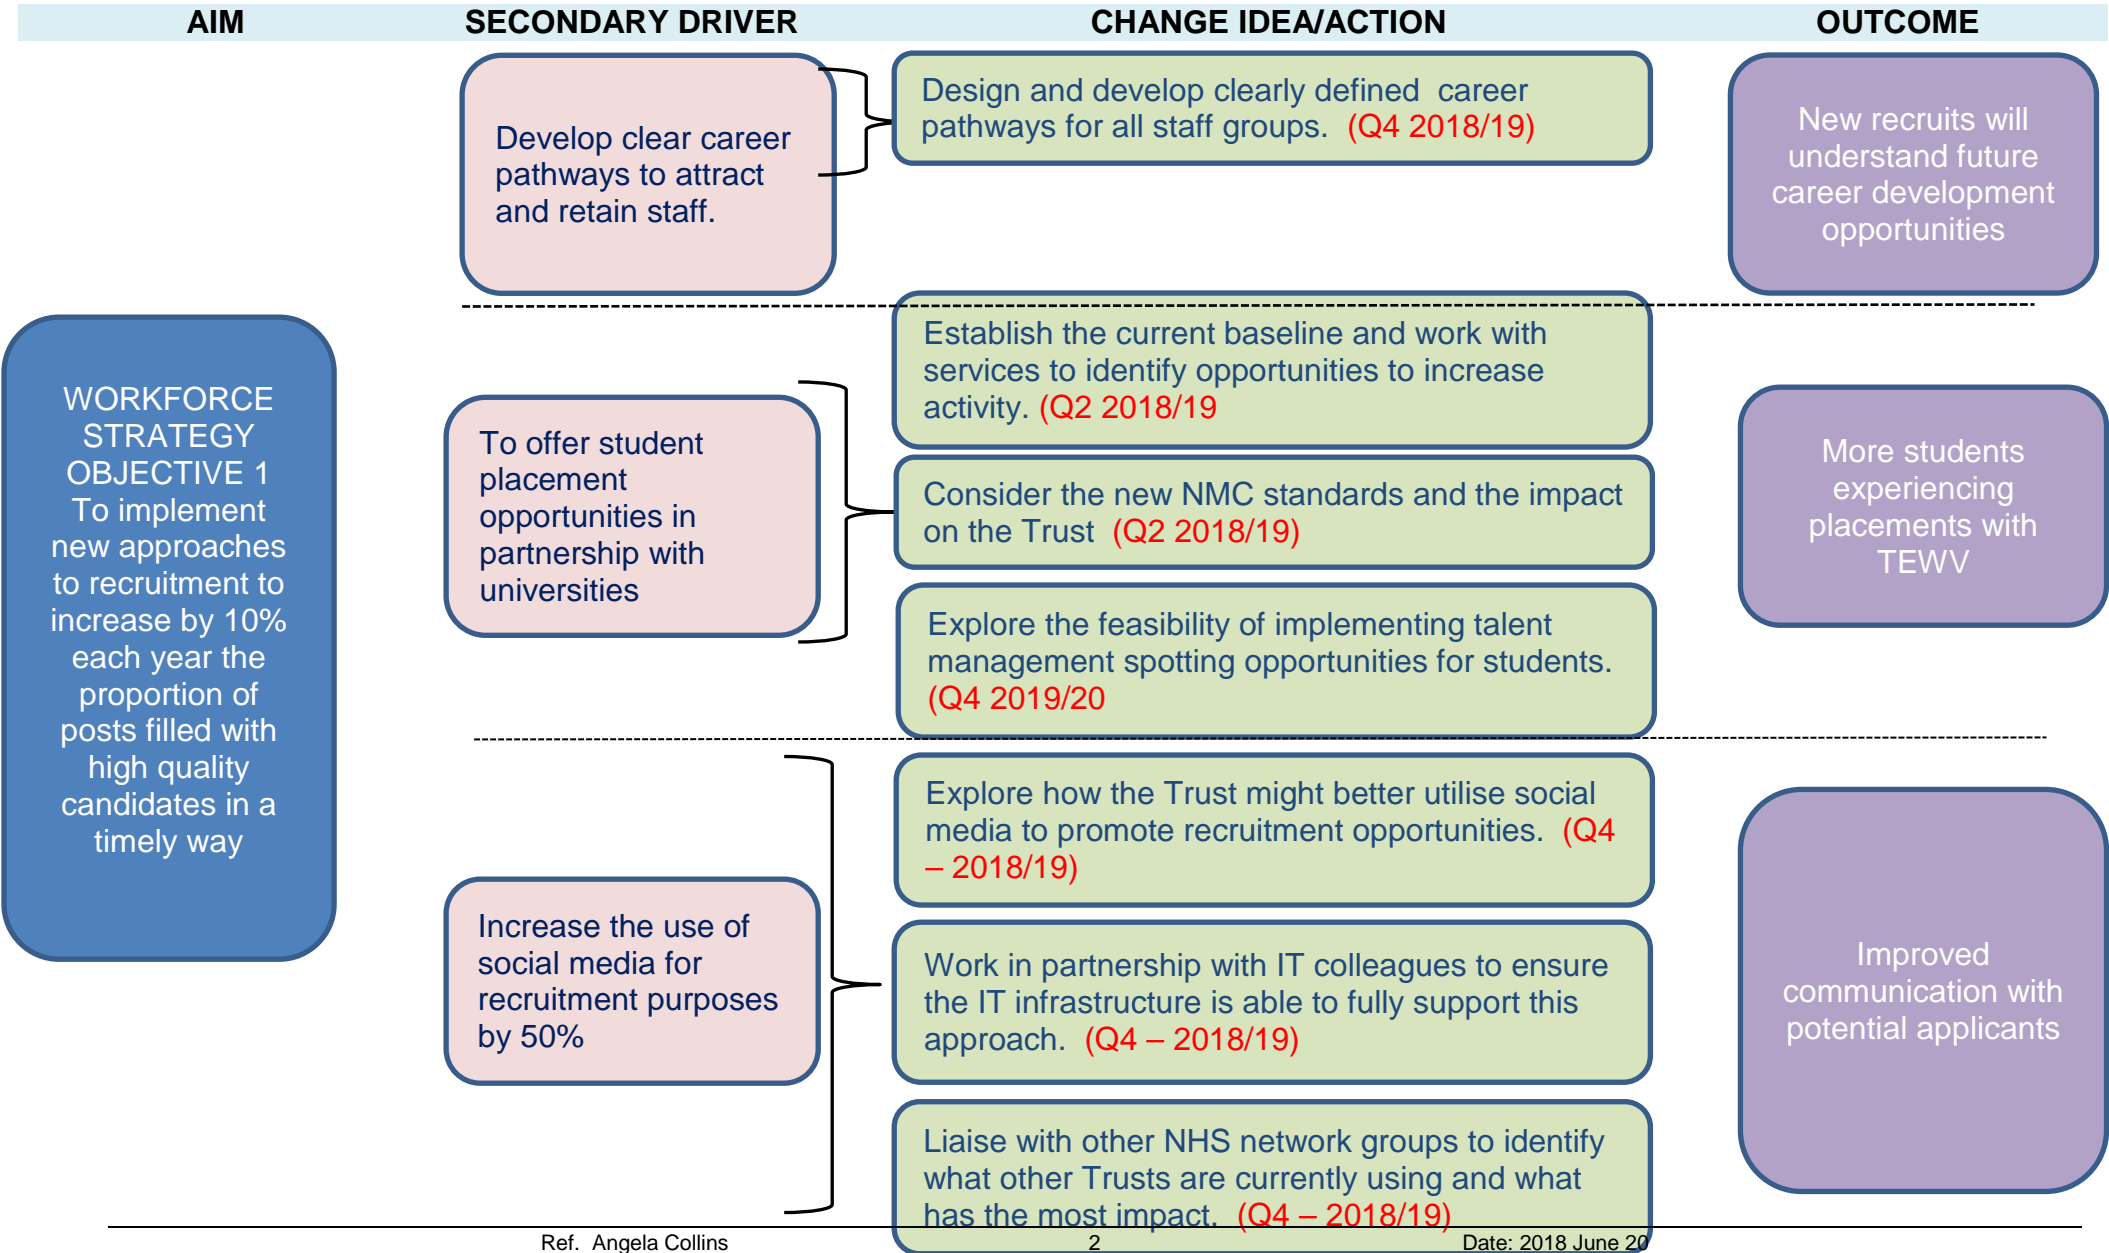 AIM
SECONDARY DRIVER
CHANGE IDEA/ACTION
OUTCOME
WORKFORCE
STRATEGY
OBJECTIVE 1
To implement
new approaches
to recruitment to
increase by 10%
each year the
proportion of
posts filled with
high quality
candidates in a
timely way
Develop clear career
pathways to attract
and retain staff.
Design and develop clearly defined  career
pathways for all staff groups.  (Q4 2018/19)
New recruits will
understand future
career development
opportunities
To offer student
placement
opportunities in
partnership with
universities
Establish the current baseline and work with
services to identify opportunities to increase
activity. (Q2 2018/19
Consider the new NMC standards and the impact
on the Trust  (Q2 2018/19)
Explore the feasibility of implementing talent
management spotting opportunities for students.
(Q4 2019/20
More students
experiencing
placements with
TEWV
Increase the use of
social media for
recruitment purposes
by 50%
Explore how the Trust might better utilise social
media to promote recruitment opportunities.  (Q4
– 2018/19)
Work in partnership with IT colleagues to ensure
the IT infrastructure is able to fully support this
approach.  (Q4 – 2018/19)
Liaise with other NHS network groups to identify
what other Trusts are currently using and what
has the most impact.  (Q4 – 2018/19)
Improved
communication with
potential applicants
Ref.  Angela Collins
2
Date: 2018 June 20